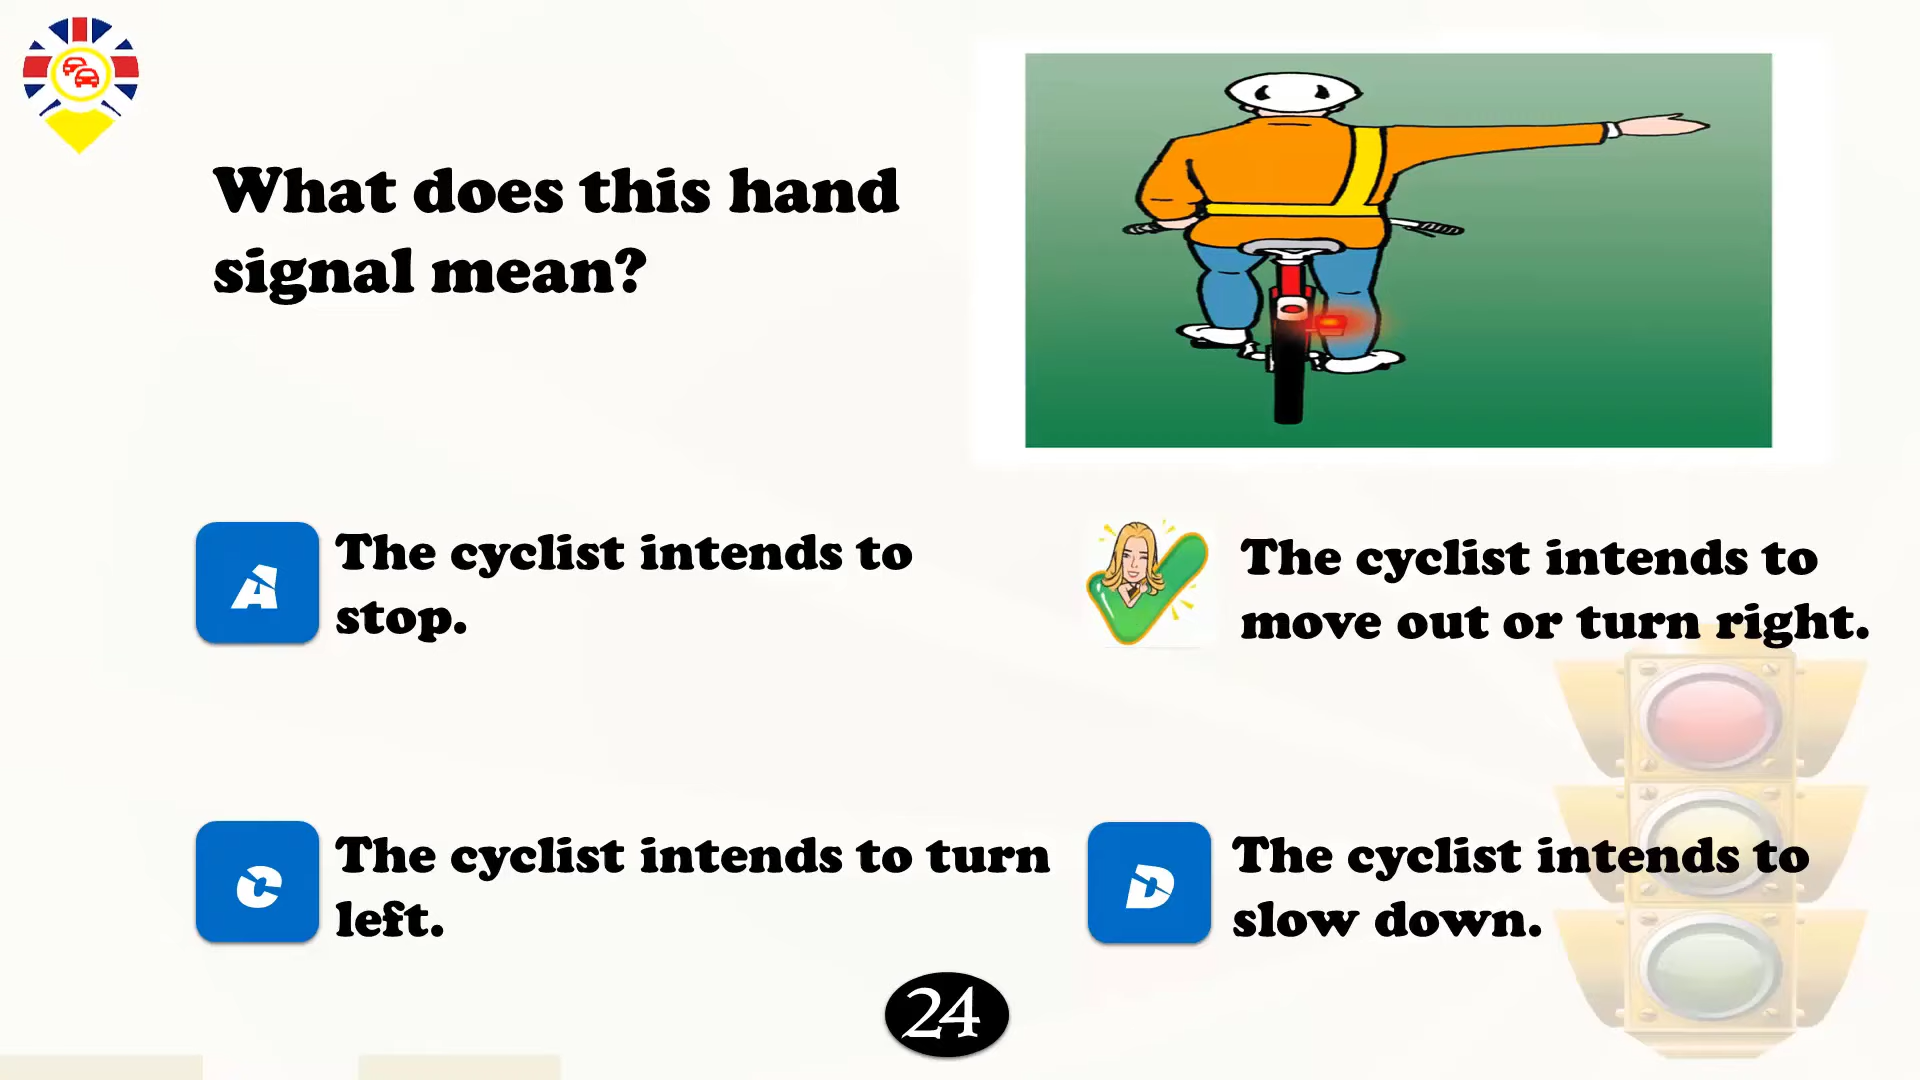 What does this hand
signal mean?
A
The cyclist intends to
stop.
The cyclist intends to
move out or turn right.
C
The cyclist intends to turn
left.
D
The cyclist intends to
slow down.
24